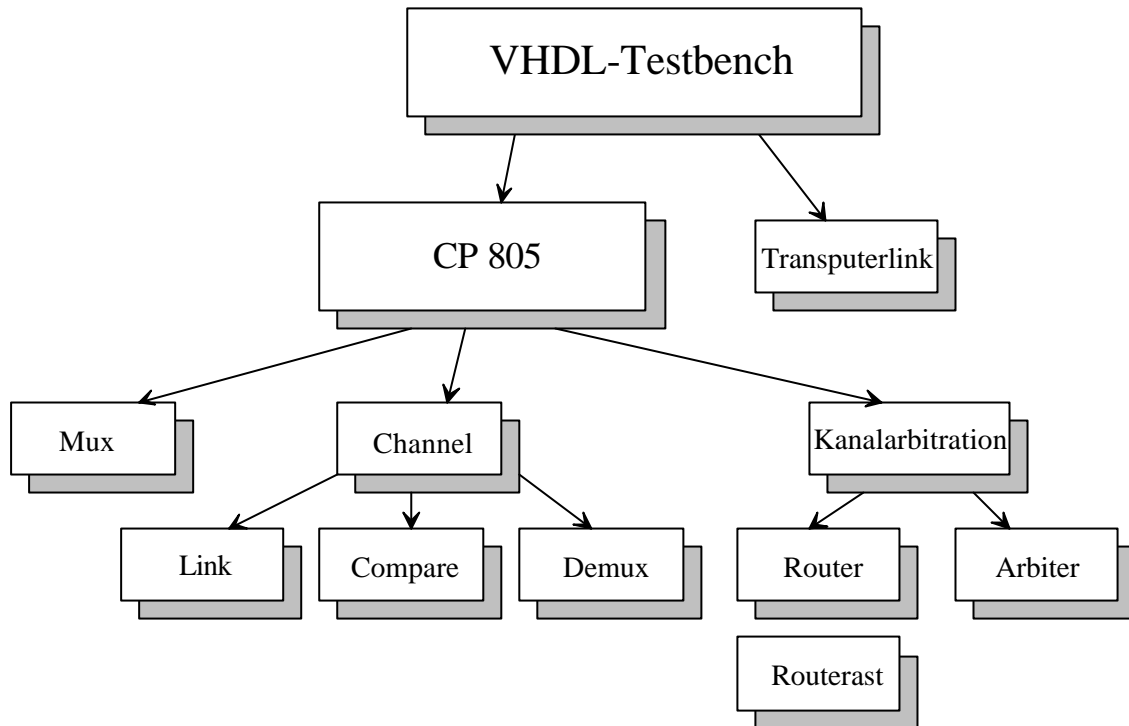 VHDL-Testbench
CP 805
Transputerlink
Mux
Channel
Kanalarbitration
Link
Compare
Demux
Router
Arbiter
Routerast